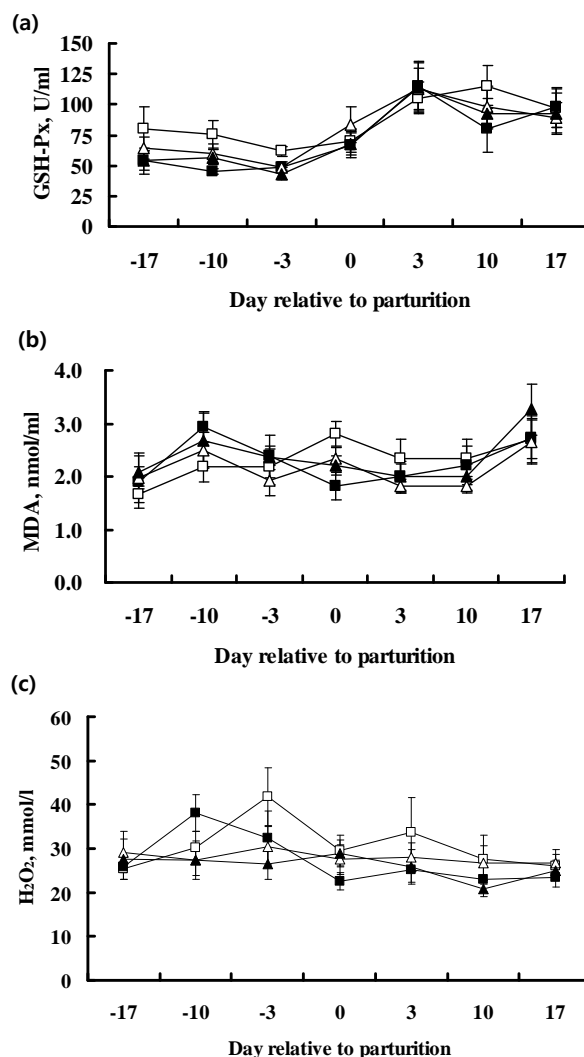 (a)
150
125
100
75
50
25
0
GSH-Px, U/ml
-17 -10 -3 0 3 10 17
Day relative to parturition
(b)
4.0
3.0
2.0
1.0
0.0
MDA, nmol/ml
-17 -10 -3 0 3 10 17
Day relative to parturition
(c)
60
50
40
30
20
10
0
H₂O₂, mmol/l
-17 -10 -3 0 3 10 17
Day relative to parturition